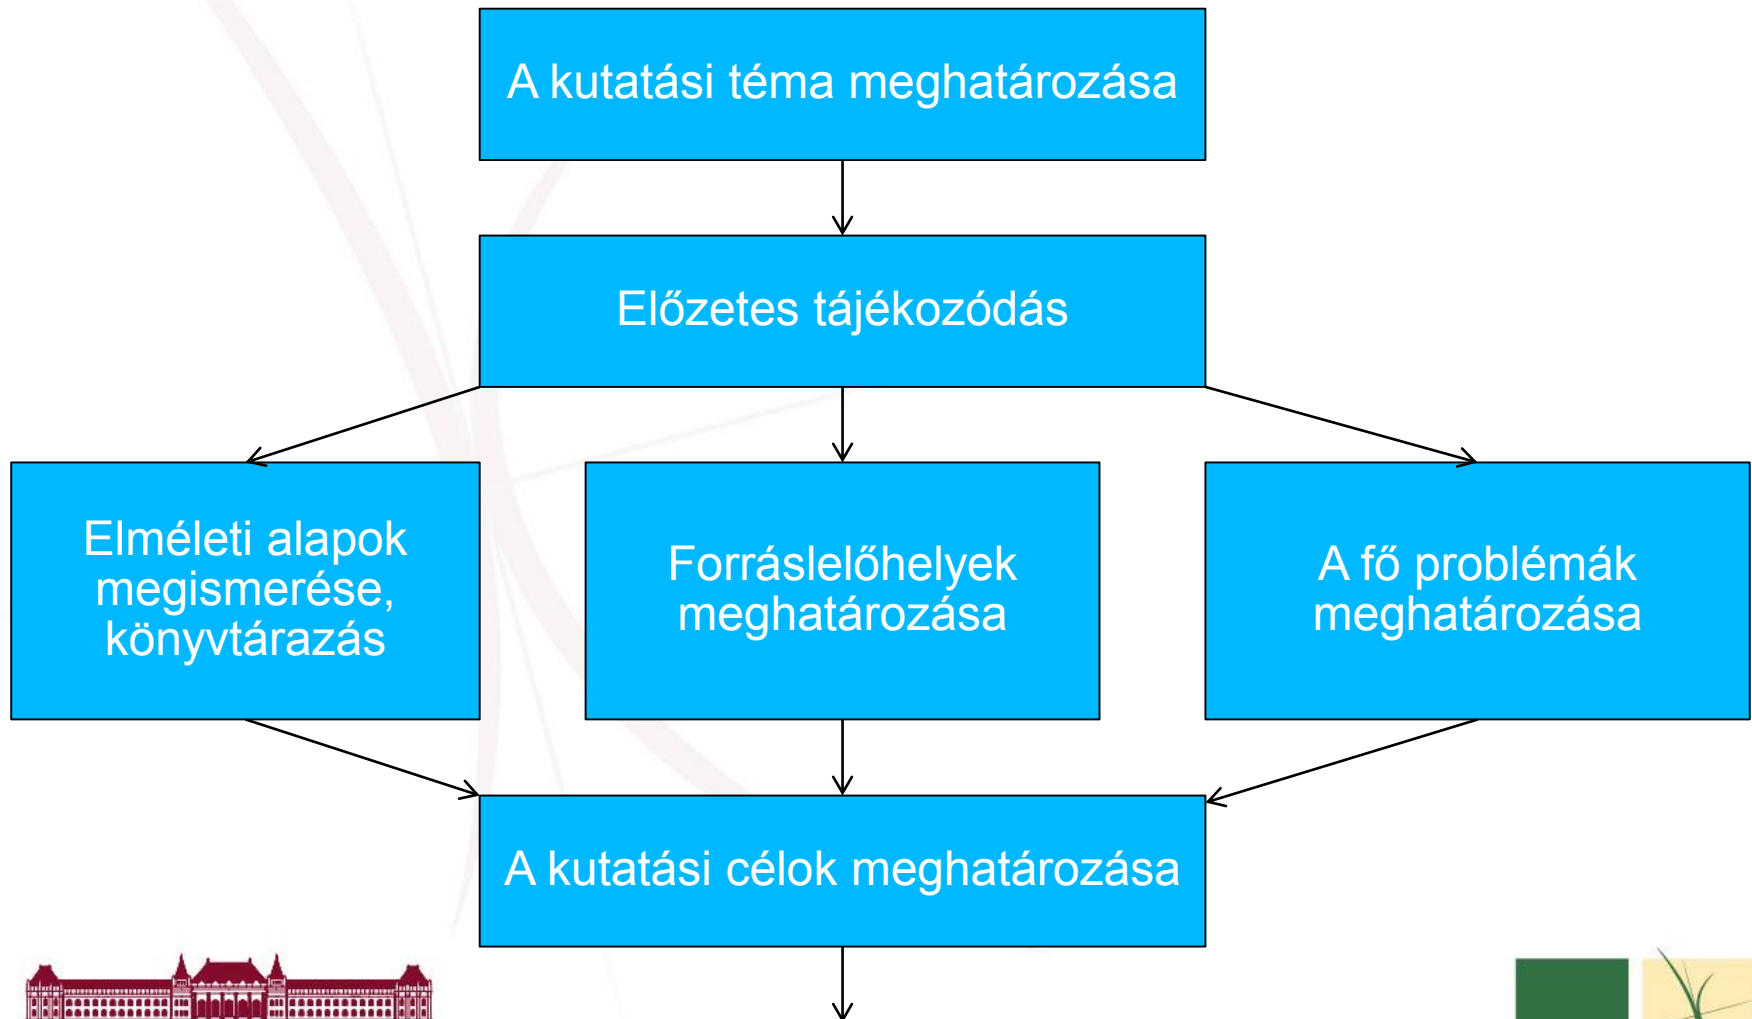 A kutatási téma meghatározása
Előzetes tájékozódás
Elméleti alapok
megismerése,
könyvtárazás
Forráslelőhelyek
meghatározása
A fő problémák
meghatározása
A kutatási célok meghatározása